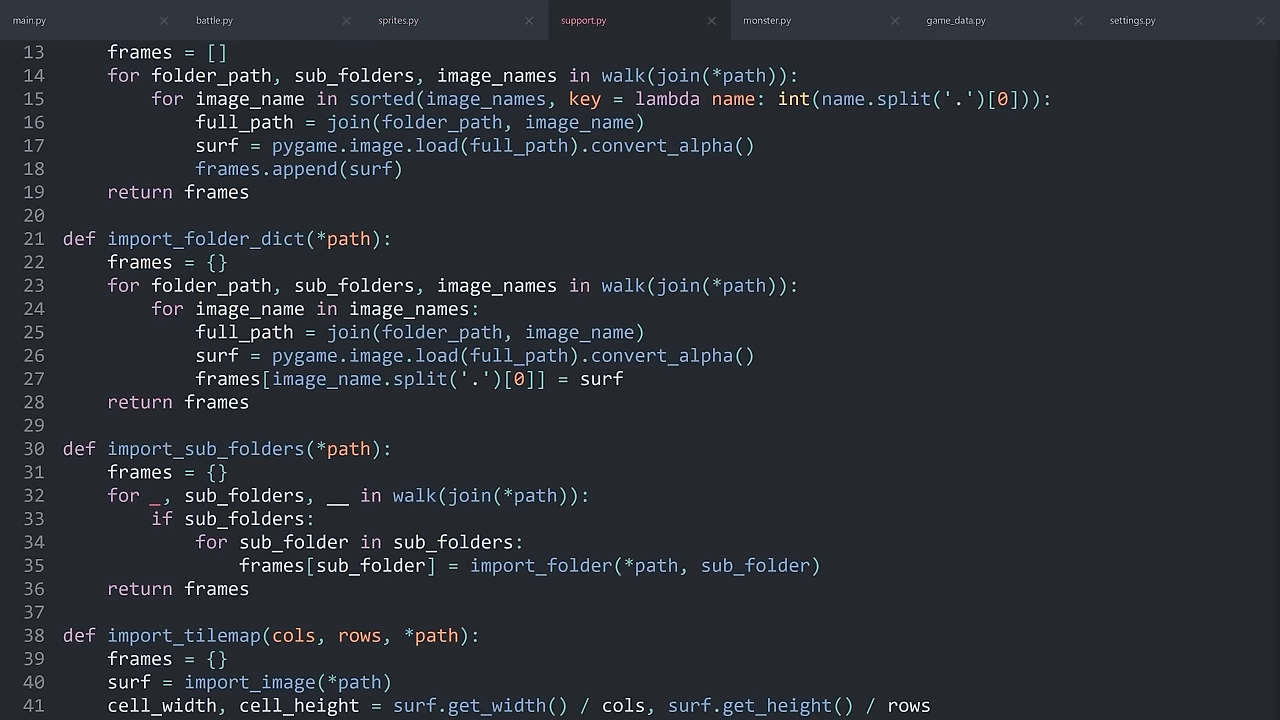 main.py battle.py sprites.py support.py monster.py game_data.py settings.py
13     frames = []
14     for folder_path, sub_folders, image_names in walk(join(*path)):
15         for image_name in sorted(image_names, key = lambda name: int(name.split('.')[0])):
16             full_path = join(folder_path, image_name)
17             surf = pygame.image.load(full_path).convert_alpha()
18             frames.append(surf)
19     return frames
20
21 def import_folder_dict(*path):
22     frames = {}
23     for folder_path, sub_folders, image_names in walk(join(*path)):
24         for image_name in image_names:
25             full_path = join(folder_path, image_name)
26             surf = pygame.image.load(full_path).convert_alpha()
27             frames[image_name.split('.')[0]] = surf
28     return frames
29
30 def import_sub_folders(*path):
31     frames = {}
32     for _, sub_folders, __ in walk(join(*path)):
33         if sub_folders:
34             for sub_folder in sub_folders:
35                 frames[sub_folder] = import_folder(*path, sub_folder)
36     return frames
37
38 def import_tilemap(cols, rows, *path):
39     frames = {}
40     surf = import_image(*path)
41     cell_width, cell_height = surf.get_width() / cols, surf.get_height() / rows